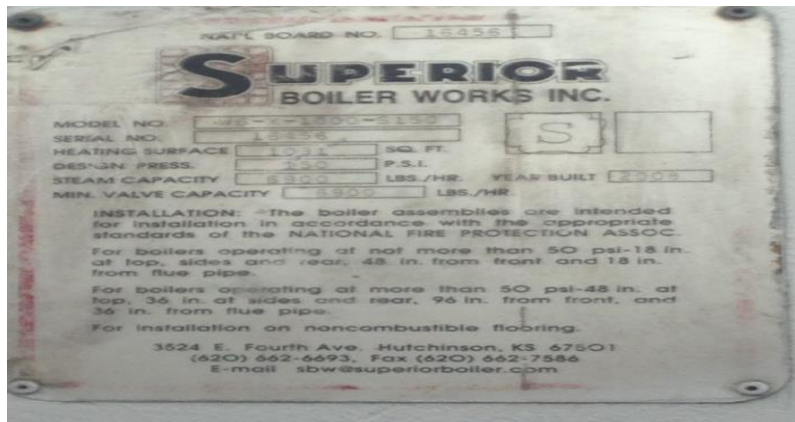 NAT'L BOARD NO. 16456
SUPERIOR
BOILER WORKS INC.
MODEL NO.
SERIAL NO. 16456
S
HEATING SURFACE 1031 SQ. FT.
DESIGN PRESS. 150 P.S.I.
STEAM CAPACITY 6900 LBS./HR. YEAR BUILT
MIN. VALVE CAPACITY 6900 LBS./HR.
INSTALLATION: The boiler assemblies are intended
for installation in accordance with the appropriate
standards of the NATIONAL FIRE PROTECTION ASSOC.
For boilers operating at not more than 50 psi-18 in.
at top, sides and rear, 48 in. from front and 18 in.
from flue pipe.
For boilers operating at more than 50 psi-48 in. at
top, 36 in. at sides and rear, 96 in. from front, and
36 in. from flue pipe.
For installation on noncombustible flooring.
3524 E. Fourth Ave. Hutchinson, KS 67501
(620) 662-6693, Fax (620) 662-7586
E-mail sbw@superiorboiler.com